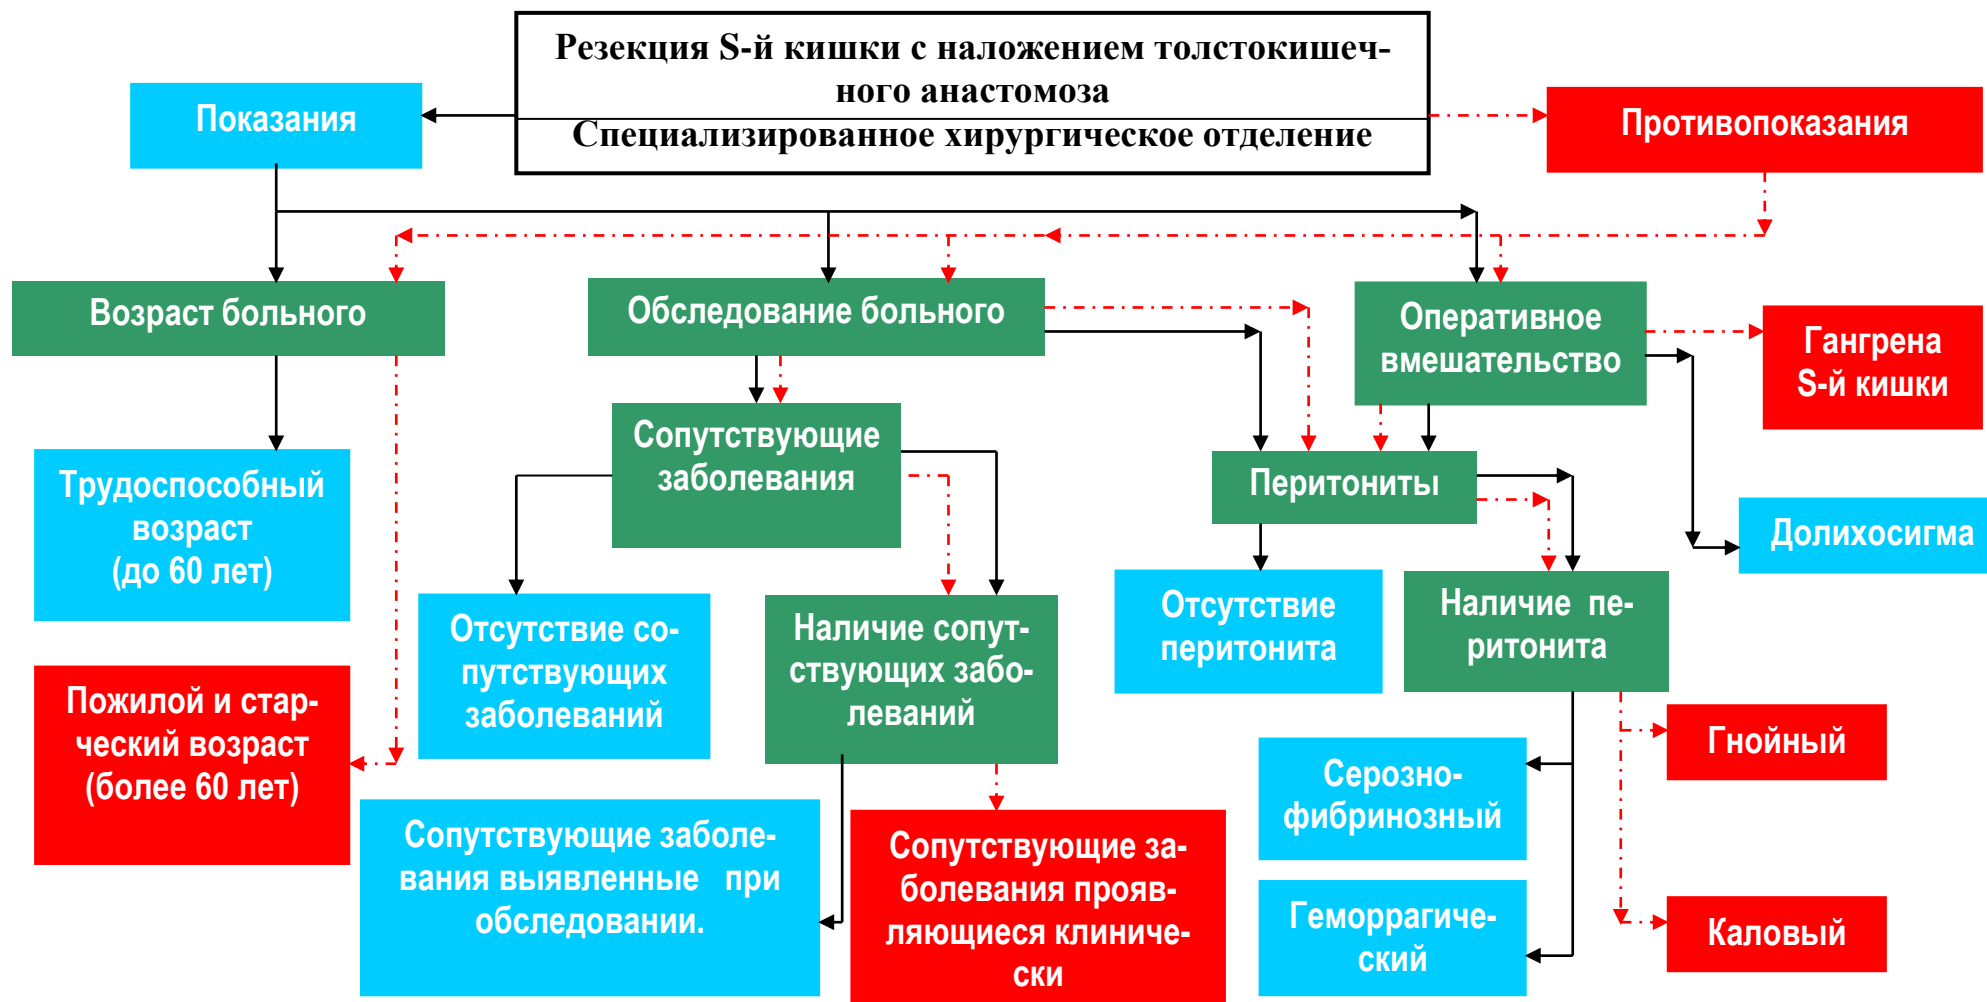 Резекция S-й кишки с наложением толстокишеч-
ного анастомоза
Специализированное хирургическое отделение
Показания
Противопоказания
Возраст больного
Обследование больного
Оперативное
вмешательство
Гангрена
S-й кишки
Сопутствующие
заболевания
Перитониты
Трудоспособный
возраст
(до 60 лет)
Долихосигма
Отсутствие со-
путствующих
заболеваний
Наличие сопут-
ствующих забо-
леваний
Отсутствие
перитонита
Наличие пе-
ритонита
Пожилой и стар-
ческий возраст
(более 60 лет)
Гнойный
Серозно-
фибринозный
Сопутствующие заболе-
вания выявленные при
обследовании.
Сопутствующие за-
болевания прояв-
ляющиеся клиниче-
ски
Геморрагиче-
ский
Каловый